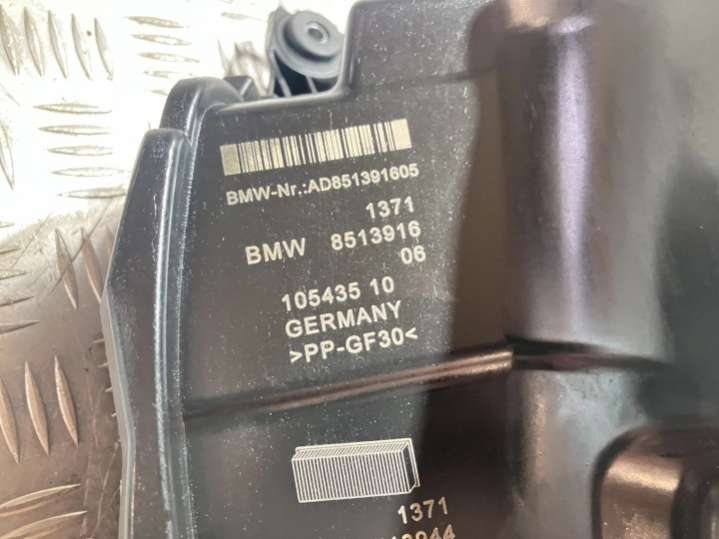 BMW-Nr.:AD851391605
1371
BMW 8513916
06
105435 10
GERMANY
>PP-GF30<
1371